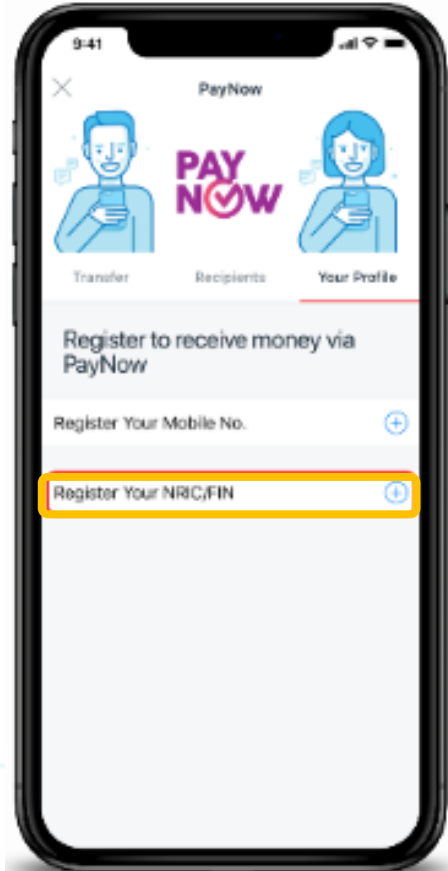 9:41
PayNow
PAY
NOW
Transfer Recipients Your Profile
Register to receive money via
PayNow
Register Your Mobile No.
Register Your NRIC/FIN